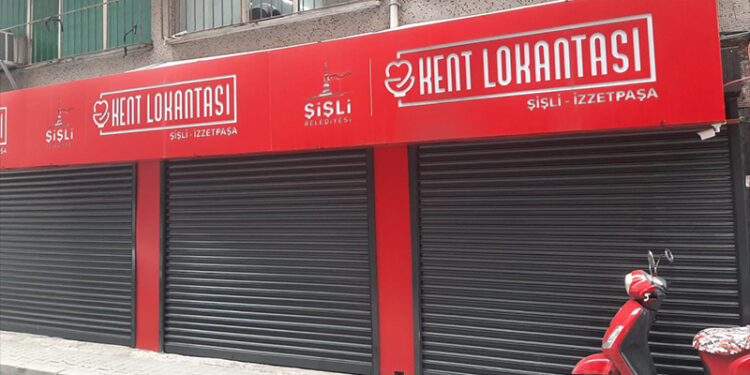 ŞİŞLİ
KENT LOKANTASI
ŞİŞLİ - İZZETPAŞA
ŞİŞLİ
BELEDİYESİ
KENT LOKANTASI
ŞİŞLİ - İZZETPAŞA